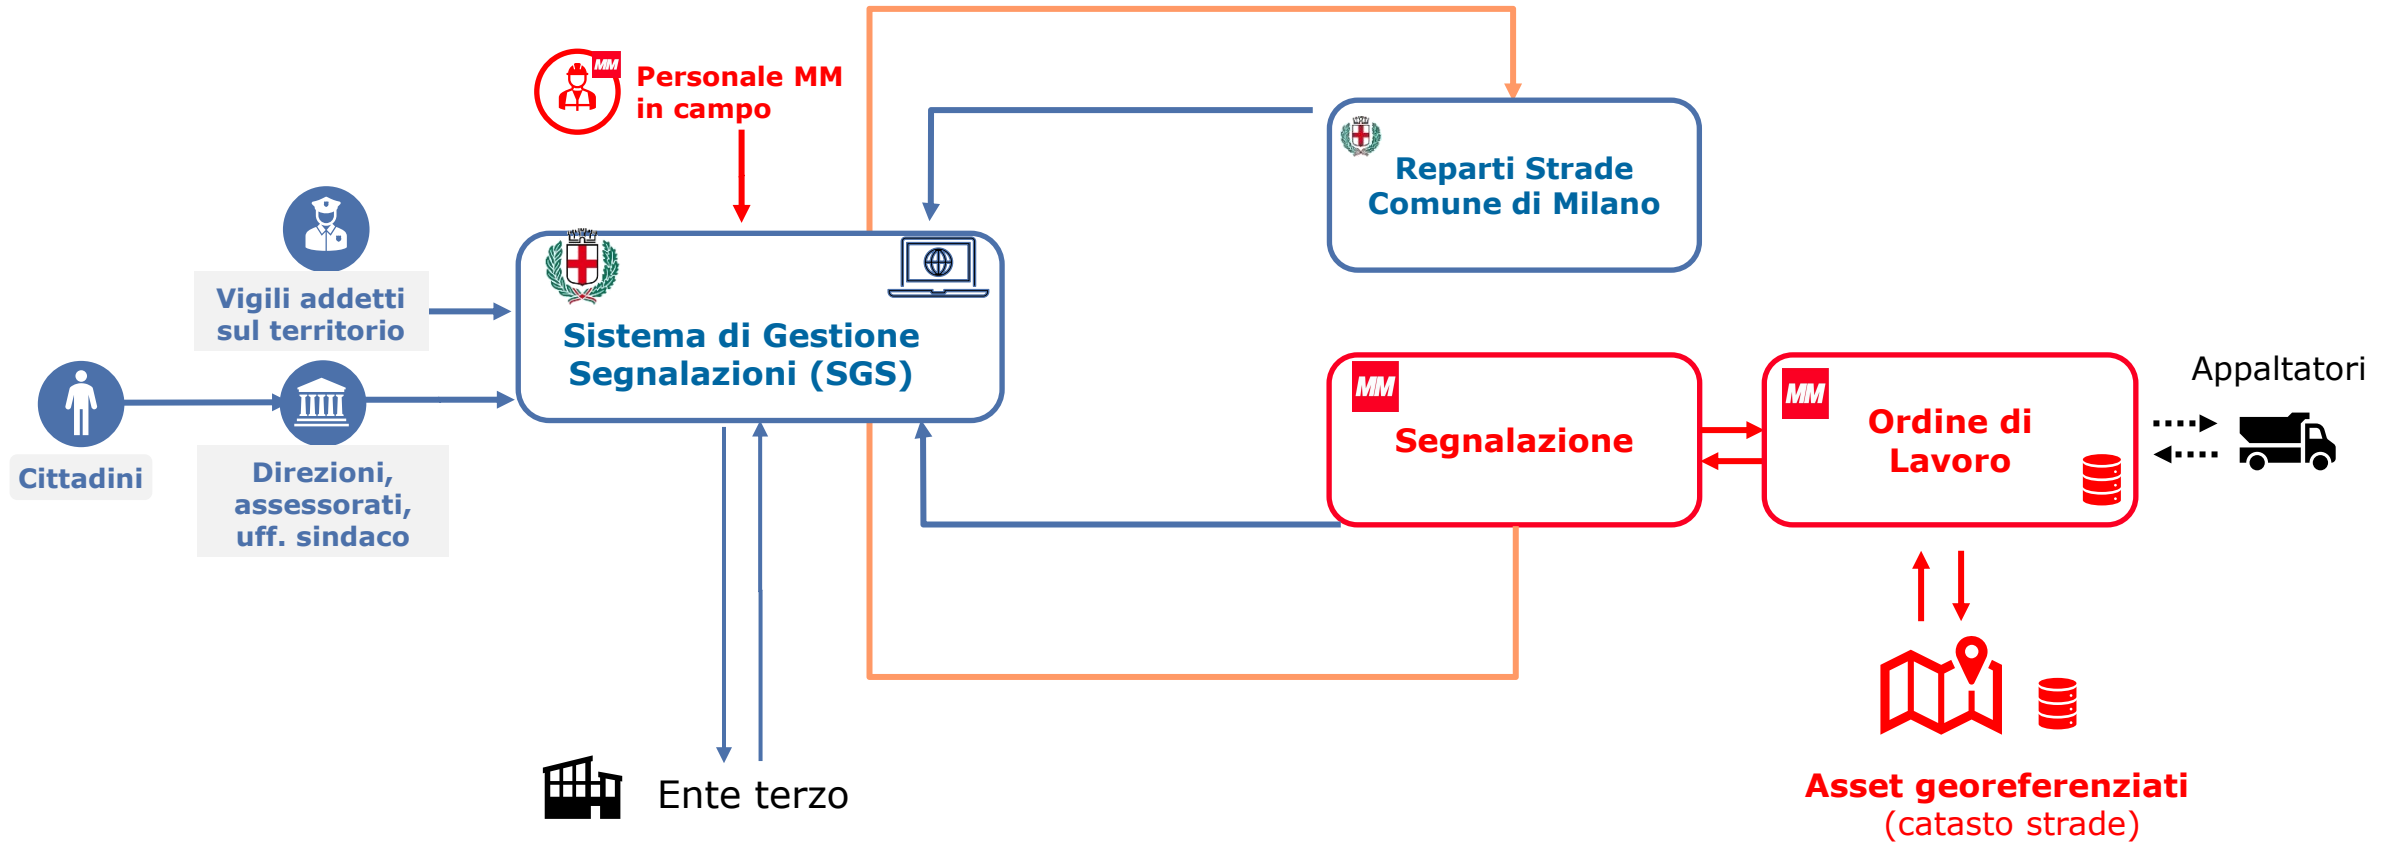 MM
Personale MM
in campo
Reparti Strade
Comune di Milano
Vigili addetti
sul territorio
Sistema di Gestione
Segnalazioni (SGS)
Cittadini
Direzioni,
assessorati,
uff. sindaco
MM
Segnalazione
MM
Ordine di
Lavoro
Appaltatori
Ente terzo
Asset georeferenziati
(catasto strade)